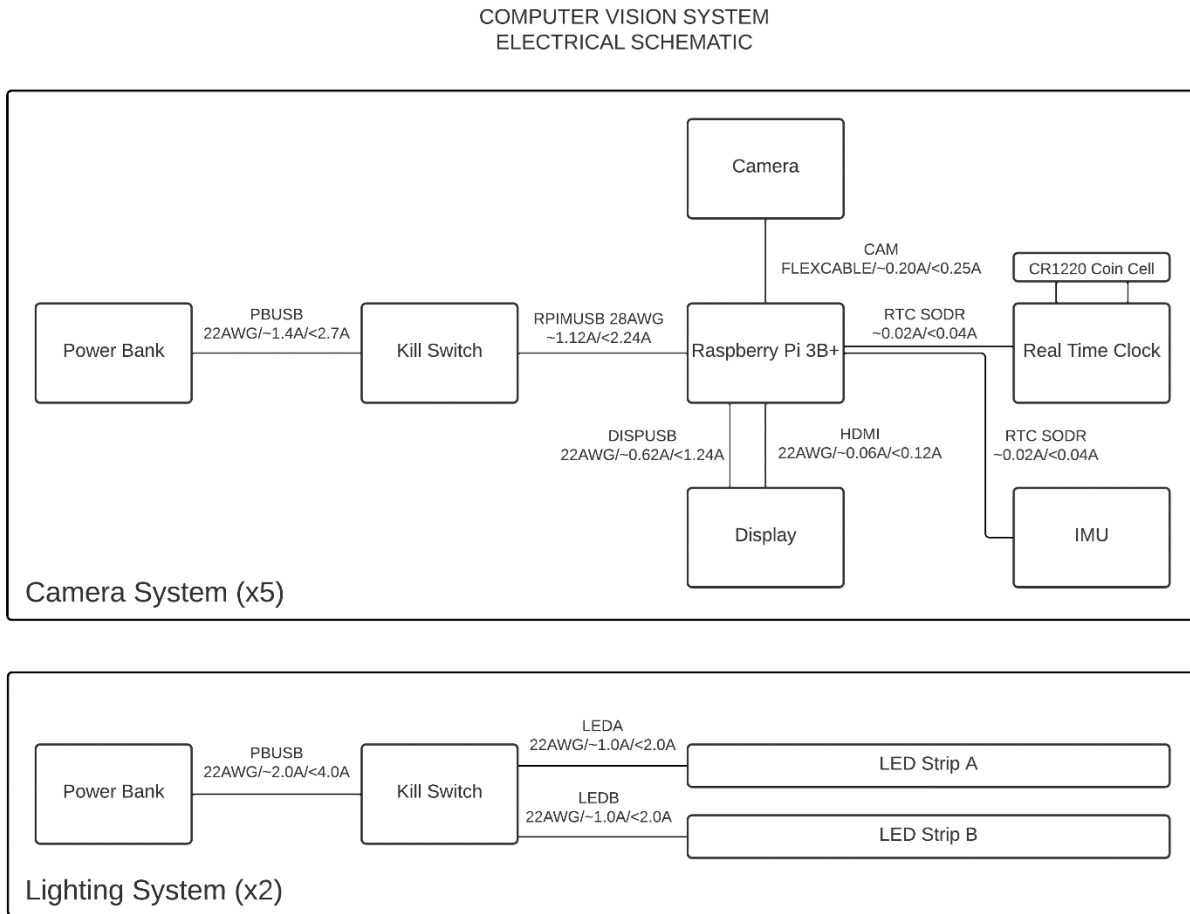 COMPUTER VISION SYSTEM
ELECTRICAL SCHEMATIC
Camera
CAM
FLEXCABLE/~0.20A/<0.25A
CR1220 Coin Cell
PBUSB
22AWG/~1.4A/<2.7A
RPIMUSB 28AWG
~1.12A/<2.24A
RTC SODR
~0.02A/<0.04A
Power Bank
Kill Switch
Raspberry Pi 3B+
Real Time Clock
DISPUSB
22AWG/~0.62A/<1.24A
HDMI
22AWG/~0.06A/<0.12A
RTC SODR
~0.02A/<0.04A
Display
IMU
Camera System (x5)
PBUSB
22AWG/~2.0A/<4.0A
LEDA
22AWG/~1.0A/<2.0A
LED Strip A
Power Bank
Kill Switch
LEDB
22AWG/~1.0A/<2.0A
LED Strip B
Lighting System (x2)